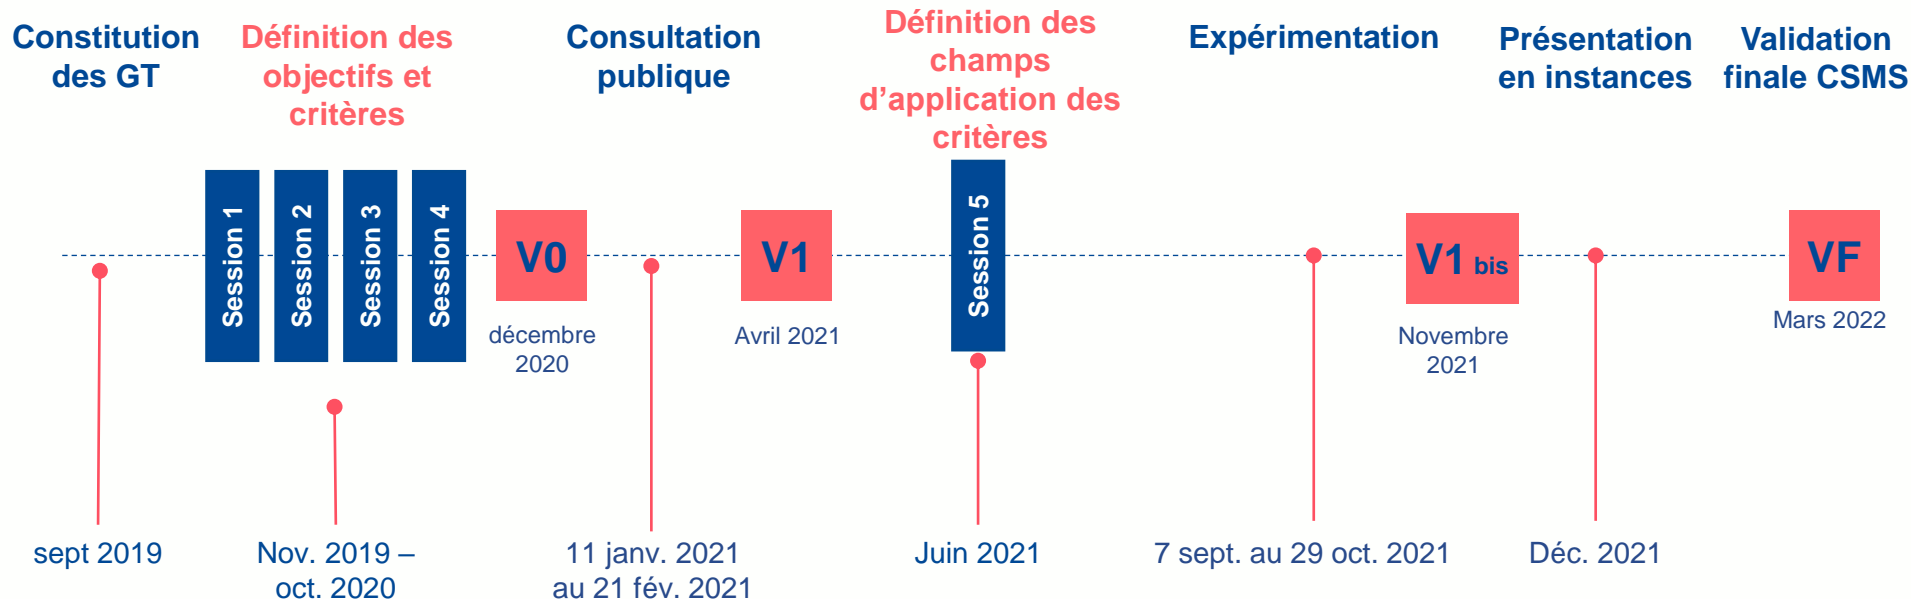 Constitution
des GT
Définition des
objectifs et
critères
Consultation
publique
Définition des
champs
d'application des
critères
Expérimentation
Présentation
en instances
Validation
finale CSMS
Session 1
Session 2
Session 3
Session 4
V0
décembre
2020
V1
Avril 2021
Session 5
V1 bis
Novembre
2021
VF
Mars 2022
sept 2019
Nov. 2019 –
oct. 2020
11 janv. 2021
au 21 fév. 2021
Juin 2021
7 sept. au 29 oct. 2021
Déc. 2021